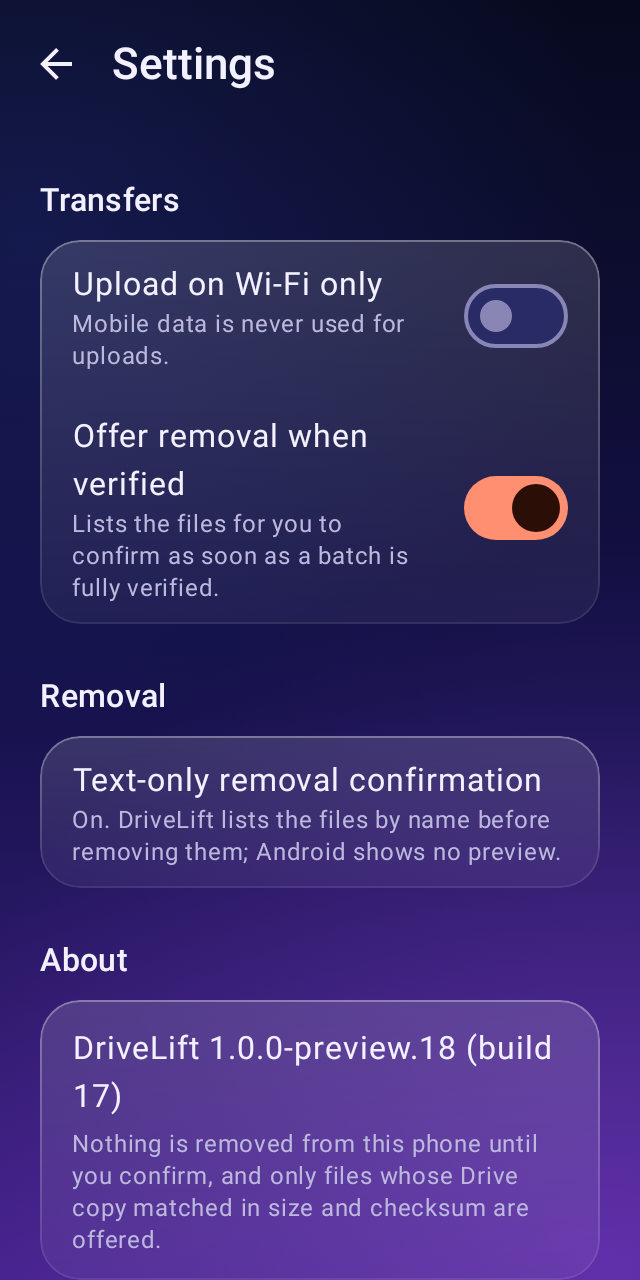 Settings
Transfers
Upload on Wi-Fi only
Mobile data is never used for
uploads.
Offer removal when
verified
Lists the files for you to
confirm as soon as a batch is
fully verified.
Removal
Text-only removal confirmation
On. DriveLift lists the files by name before
removing them; Android shows no preview.
About
DriveLift 1.0.0-preview.18 (build
17)
Nothing is removed from this phone until
you confirm, and only files whose Drive
copy matched in size and checksum are
offered.